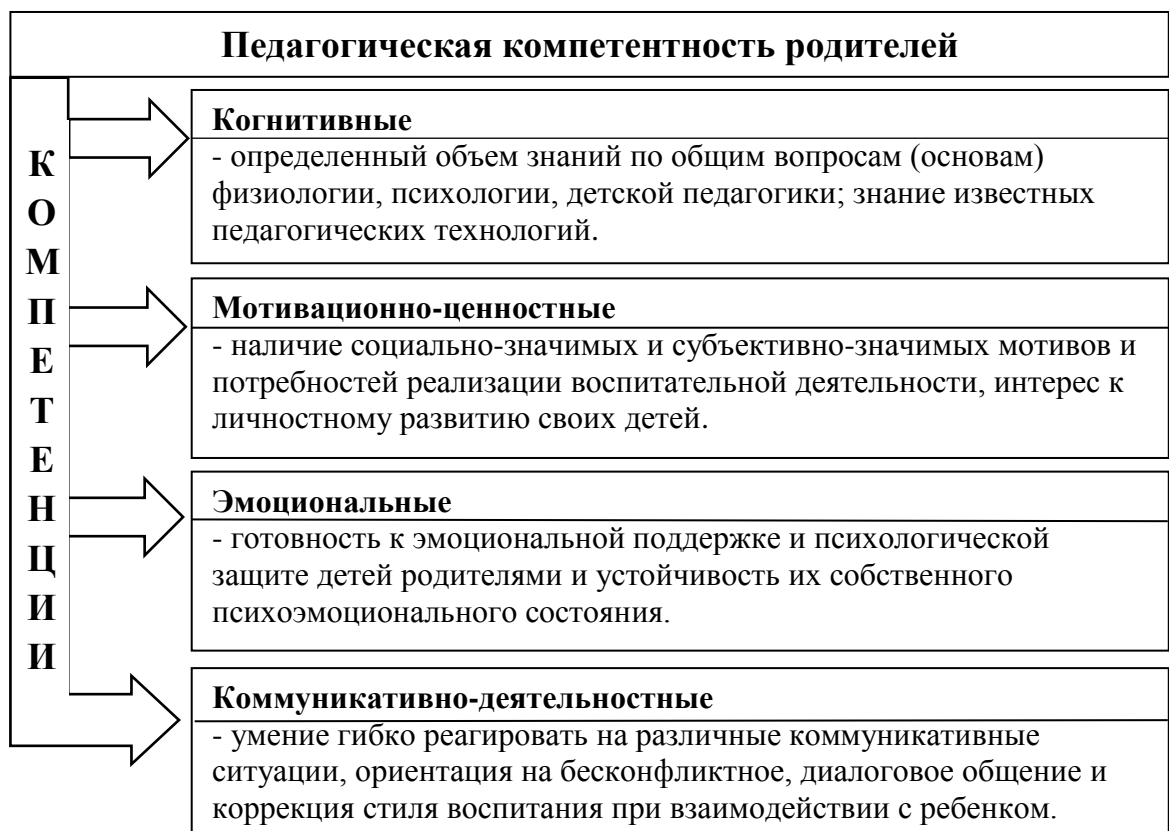 Педагогическая компетентность родителей
КОМПЕТЕНЦИИ
Когнитивные
- определенный объем знаний по общим вопросам (основам)
физиологии, психологии, детской педагогики; знание известных
педагогических технологий.
Мотивационно-ценностные
- наличие социально-значимых и субъективно-значимых мотивов и
потребностей реализации воспитательной деятельности, интерес к
личностному развитию своих детей.
Эмоциональные
- готовность к эмоциональной поддержке и психологической
защите детей родителями и устойчивость их собственного
психоэмоционального состояния.
Коммуникативно-деятельностные
- умение гибко реагировать на различные коммуникативные
ситуации, ориентация на бесконфликтное, диалоговое общение и
коррекция стиля воспитания при взаимодействии с ребенком.